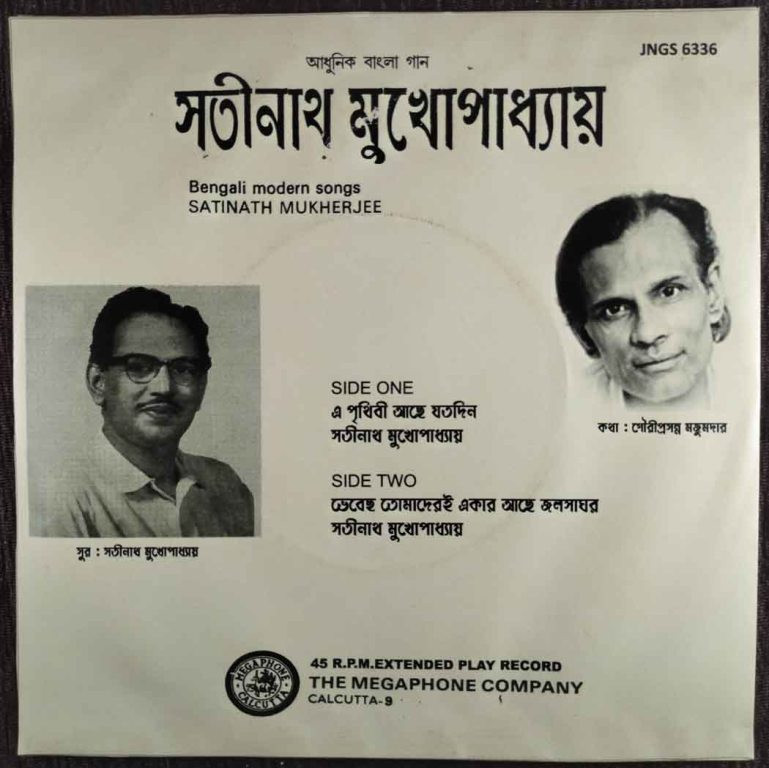 JNGS 6336
আধুনিক বাংলা গান
সতীনাথ মুখোপাধ্যায়
Bengali modern songs
SATINATH MUKHERJEE
SIDE ONE
এ পৃথিবী আছে যতদিন
সতীনাথ মুখোপাধ্যায়
কথা : গৌরীপ্রসন্ন মজুমদার
SIDE TWO
ভেবেছ তোমাদেরই একার আছে জলসাঘর
সতীনাথ মুখোপাধ্যায়
সুর : সতীনাথ মুখোপাধ্যায়
MEGAPHONE
CALCUTTA
45 R.P.M.EXTENDED PLAY RECORD
THE MEGAPHONE COMPANY
CALCUTTA-9